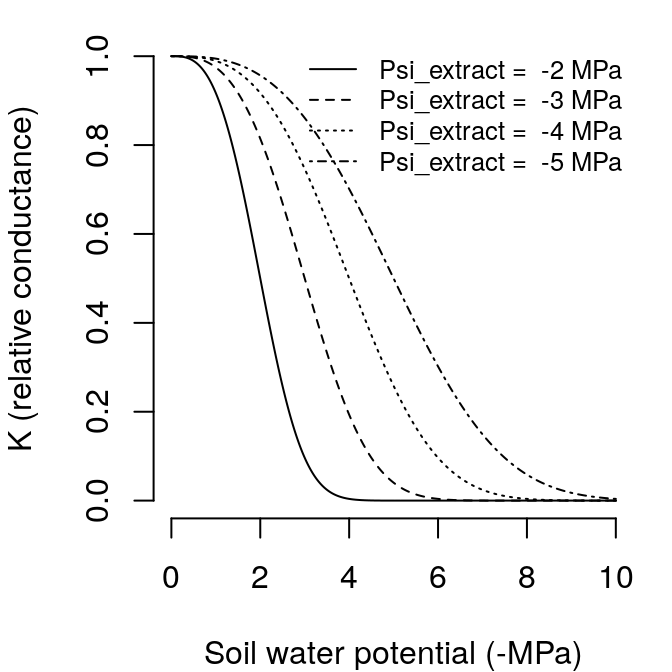 Psi_extract = -2 MPa
Psi_extract = -3 MPa
Psi_extract = -4 MPa
Psi_extract = -5 MPa
K (relative conductance)
1.0
0.8
0.6
0.4
0.2
0.0
0 2 4 6 8 10
Soil water potential (-MPa)